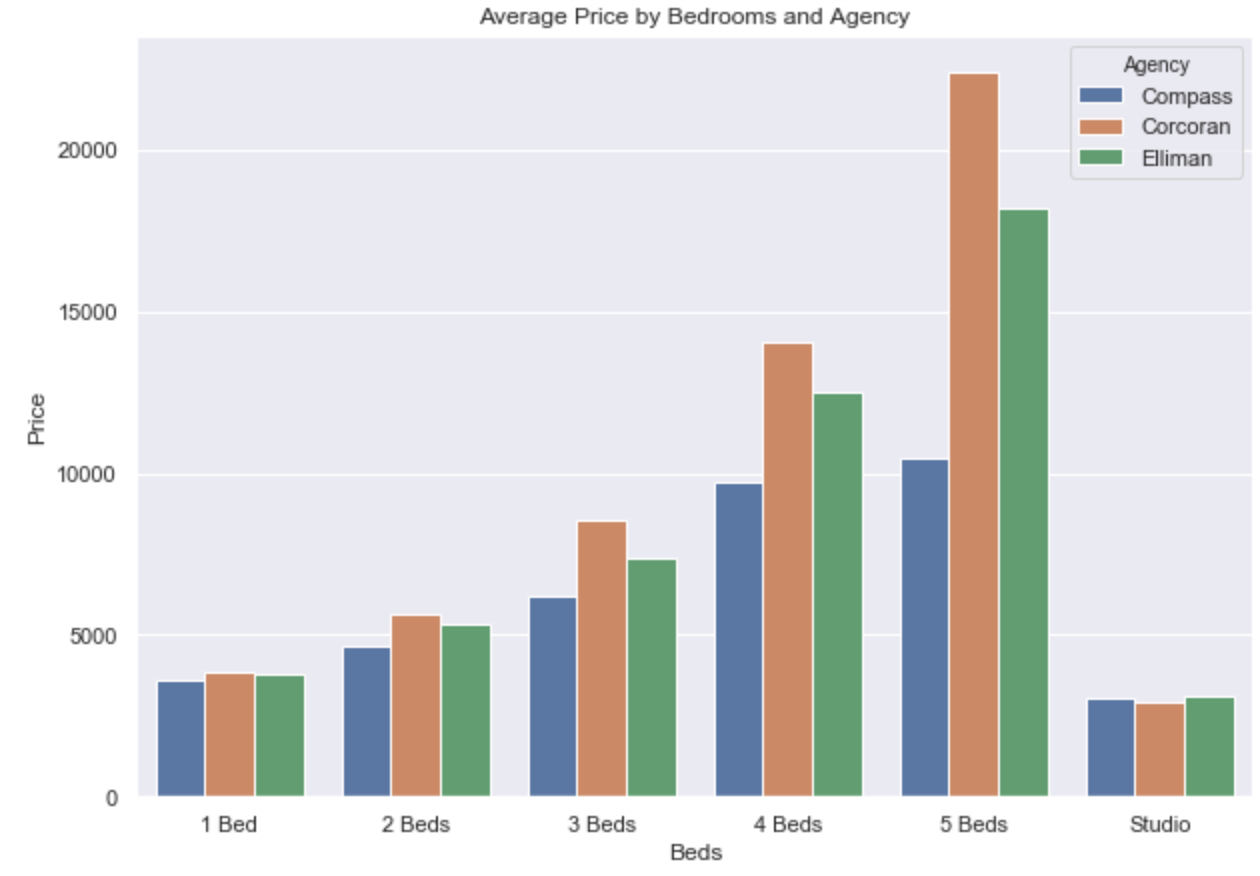 Average Price by Bedrooms and Agency
Agency
Compass
Corcoran
Elliman
20000
15000
10000
5000
0
Price
1 Bed
2 Beds
3 Beds
4 Beds
5 Beds
Studio
Beds